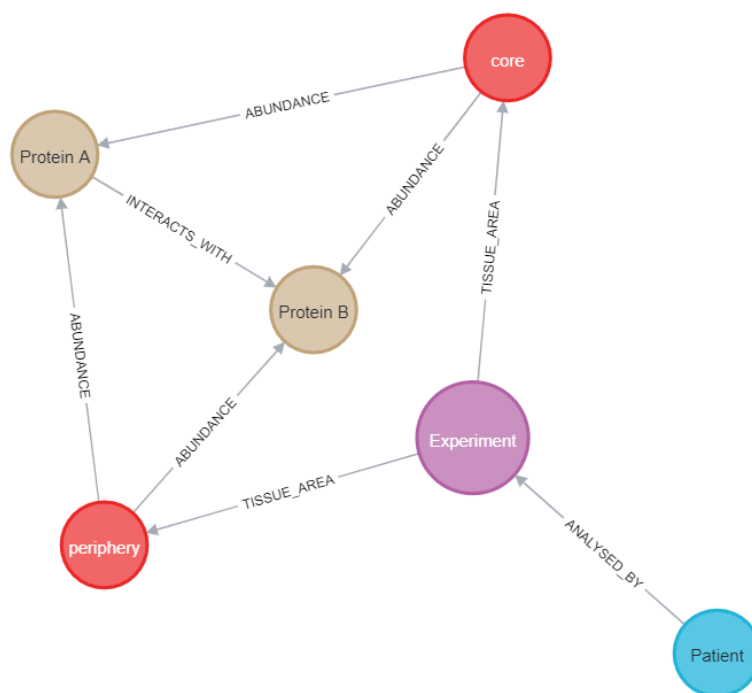 core
ABUNDANCE
Protein A
ABUNDANCE
INTERACTS_WITH
TISSUE_AREA
Protein B
ABUNDANCE
ABUNDANCE
Experiment
TISSUE_AREA
periphery
ANALYSED_BY
Patient